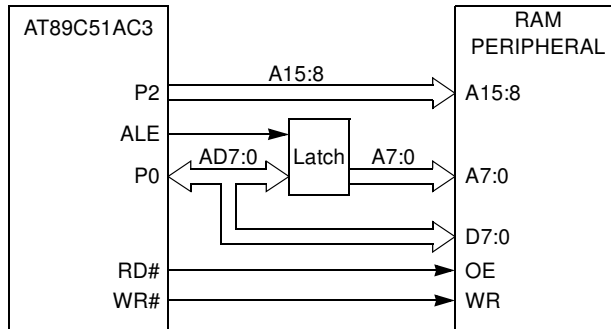 AT89C51AC3
RAM
PERIPHERAL
P2
A15:8
A15:8
ALE
Latch
P0
AD7:0
A7:0
A7:0
D7:0
RD#
OE
WR#
WR